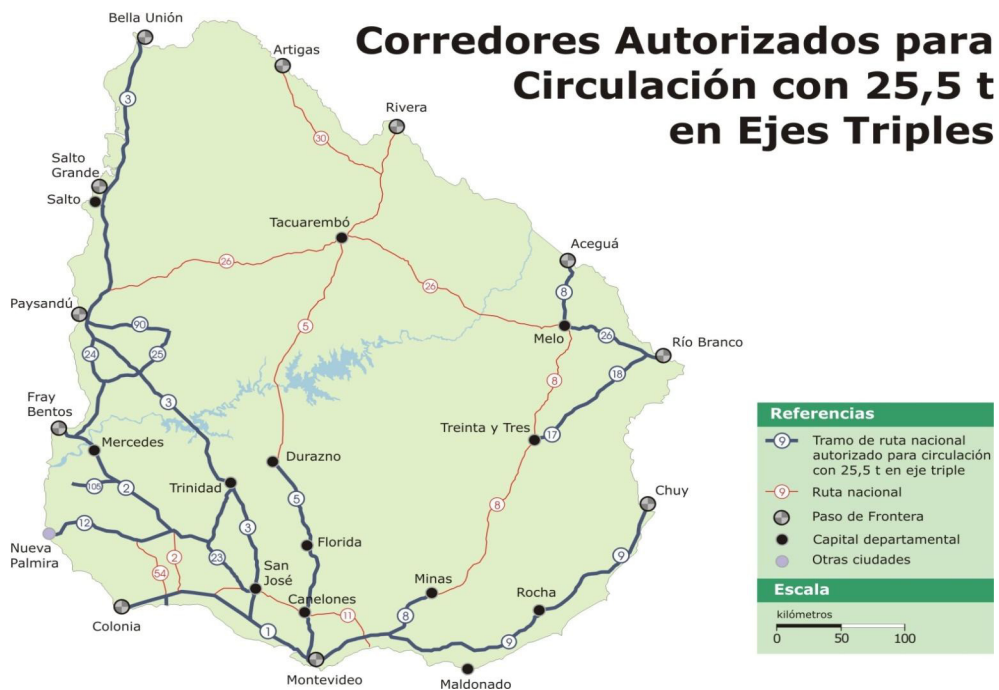 Corredores Autorizados para
Circulación con 25,5 t
en Ejes Triples
Bella Unión
Artigas
3
Rivera
30
Salto
Grande
Salto
Tacuarembó
Aceguá
26
26
8
Paysandú
90
5
Melo
26
Río Branco
24
25
18
8
Fray
Bentos
3
Mercedes
Treinta y Tres
17
Durazno
Trinidad
105
2
5
8
Chuy
12
3
Nueva
Palmira
2
23
Florida
9
54
San
José
Minas
Canelones
Rocha
11
8
Colonia
1
9
Montevideo
Maldonado
Referencias
9
Tramo de ruta nacional
autorizado para circulación
con 25,5 t en eje triple
9
Ruta nacional
Paso de Frontera
Capital departamental
Otras ciudades
Escala
kilómetros
0 50 100